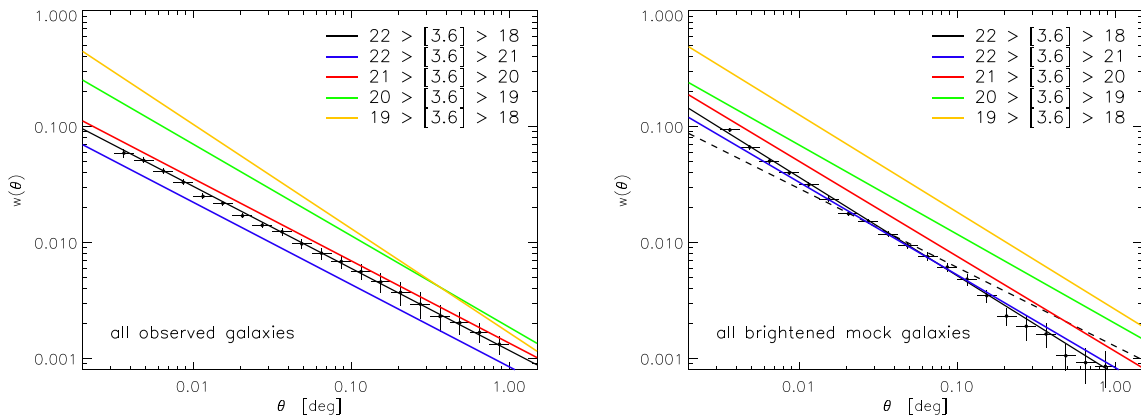 1.000
0.100
0.010
0.001
w(θ)
22 > [3.6] > 18
22 > [3.6] > 21
21 > [3.6] > 20
20 > [3.6] > 19
19 > [3.6] > 18
all observed galaxies
0.01
0.10
1.00
θ [deg]
1.000
0.100
0.010
0.001
w(θ)
22 > [3.6] > 18
22 > [3.6] > 21
21 > [3.6] > 20
20 > [3.6] > 19
19 > [3.6] > 18
all brightened mock galaxies
0.01
0.10
1.00
θ [deg]